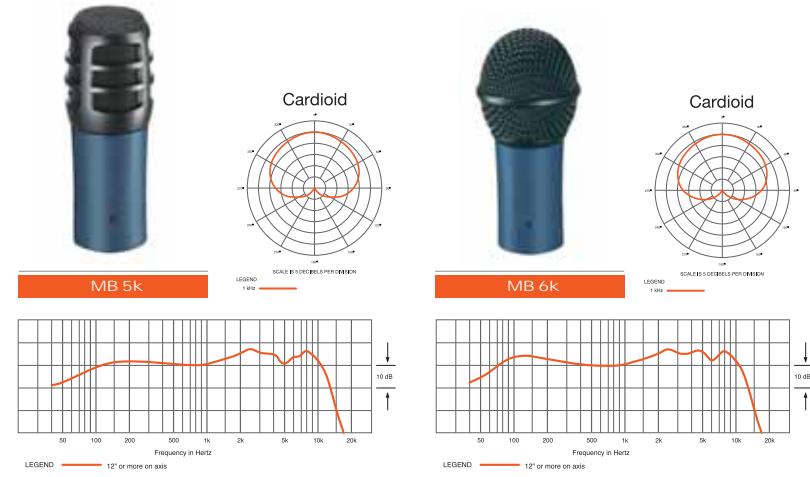 Cardioid
SCALE IS 5 DECIBELS PER DIVISION
LEGEND
1 kHz
MB 5k
10 dB
50 100 200 500 1k 2k 5k 10k 20k
Frequency in Hertz
LEGEND 12" or more on axis
Cardioid
SCALE IS 5 DECIBELS PER DIVISION
LEGEND
1 kHz
MB 6k
10 dB
50 100 200 500 1k 2k 5k 10k 20k
Frequency in Hertz
LEGEND 12" or more on axis